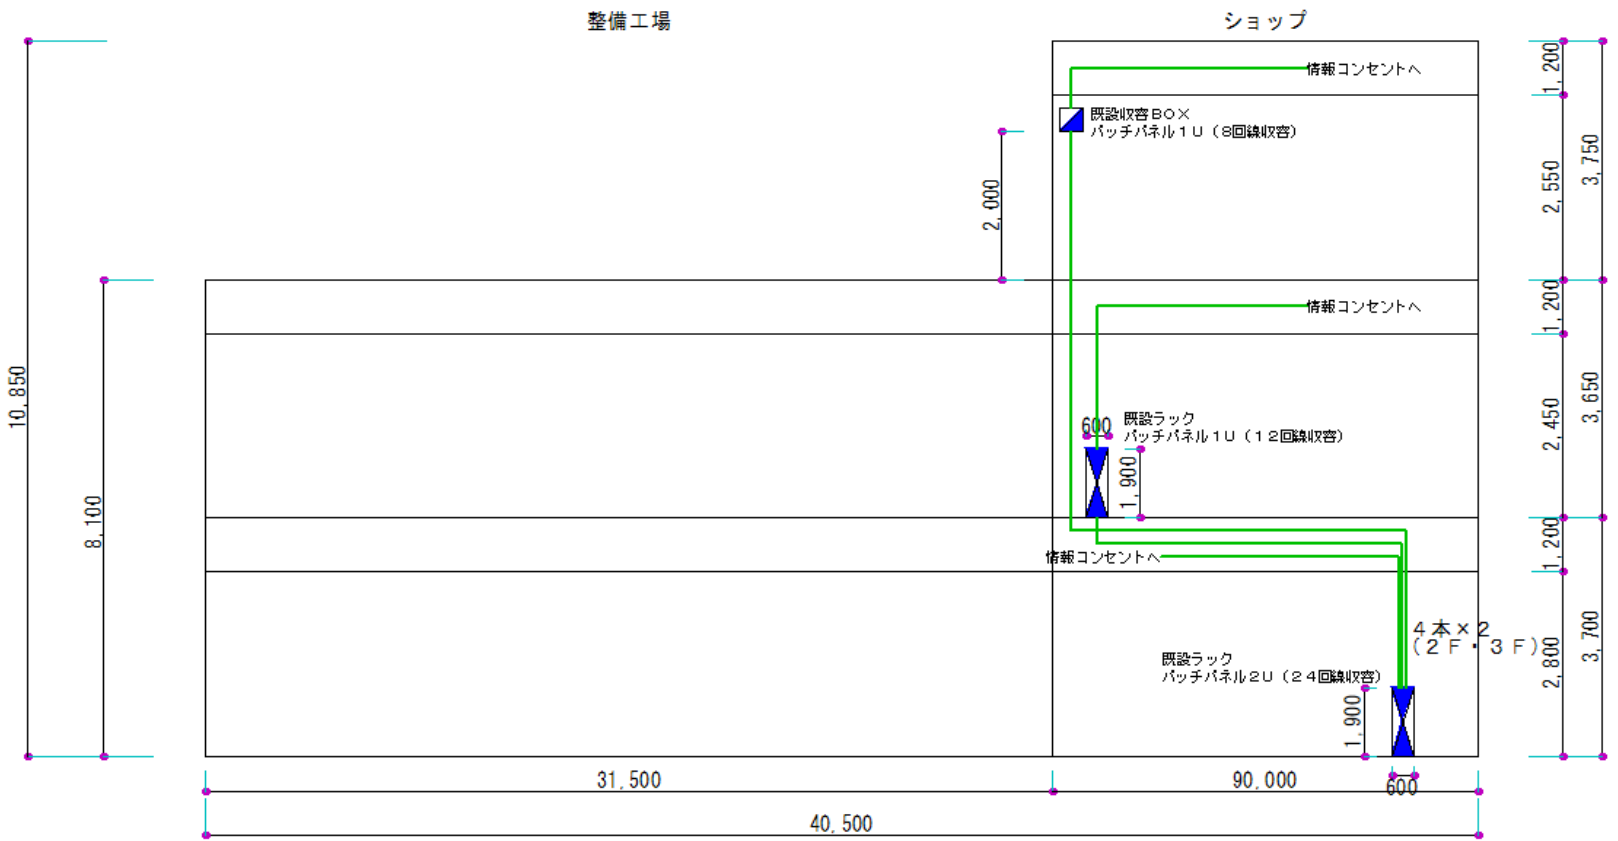 整備工場
ショップ
情報コンセントへ
既設収容BOX
パッチパネル1U(8回線収容)
2,000
1,200
2,550
3,750
情報コンセントへ
1,200
2,450
3,650
10,850
8,100
600
既設ラック
パッチパネル1U(12回線収容)
1,900
情報コンセントへ
1,200
2,800
3,700
4本×2
(2F・3F)
既設ラック
パッチパネル2U(24回線収容)
1,900
31,500
90,000
600
40,500